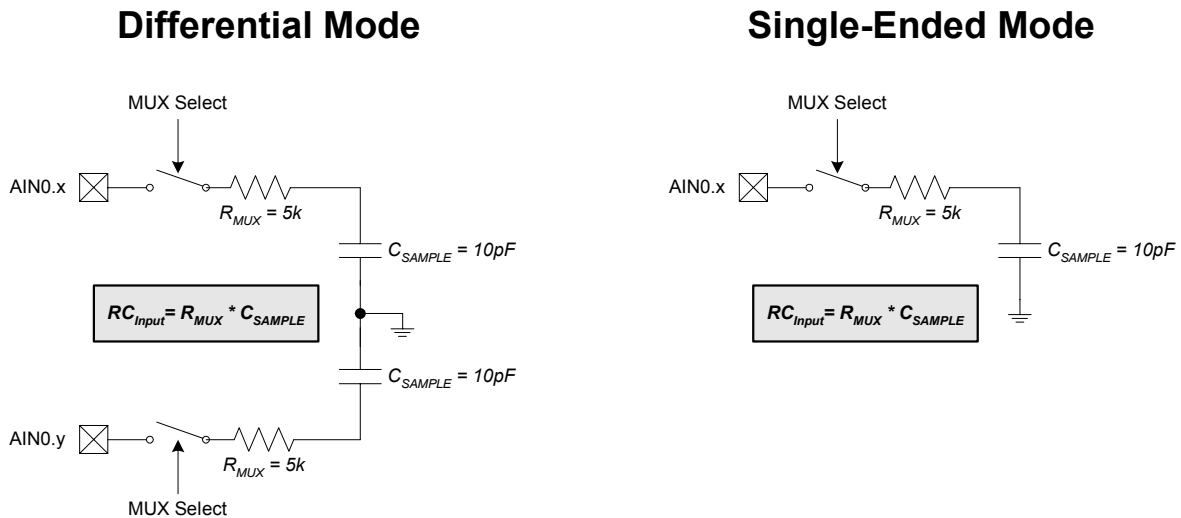 Differential Mode
MUX Select
AIN0.x
R_MUX = 5k
C_SAMPLE = 10pF
RC_Input= R_MUX * C_SAMPLE
C_SAMPLE = 10pF
AIN0.y
R_MUX = 5k
MUX Select
Single-Ended Mode
MUX Select
AIN0.x
R_MUX = 5k
C_SAMPLE = 10pF
RC_Input= R_MUX * C_SAMPLE